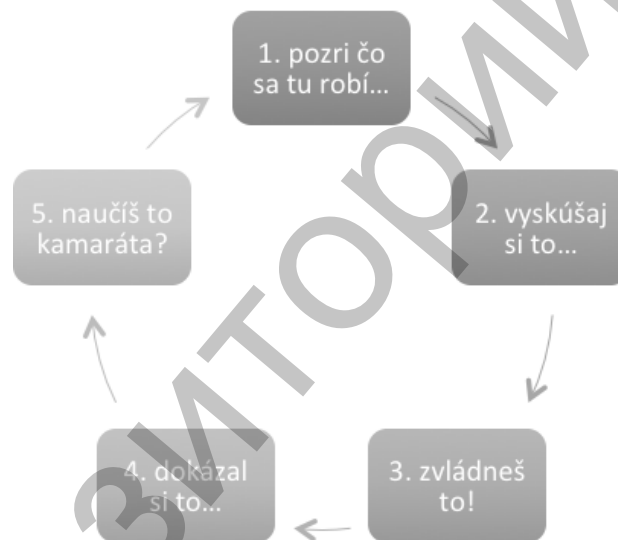 1. pozri čo
sa tu robí...
2. vyskúšaj
si to...
3. zvládneš
to!
4. dokázal
si to...
5. naučíš to
kamaráta?
зитории